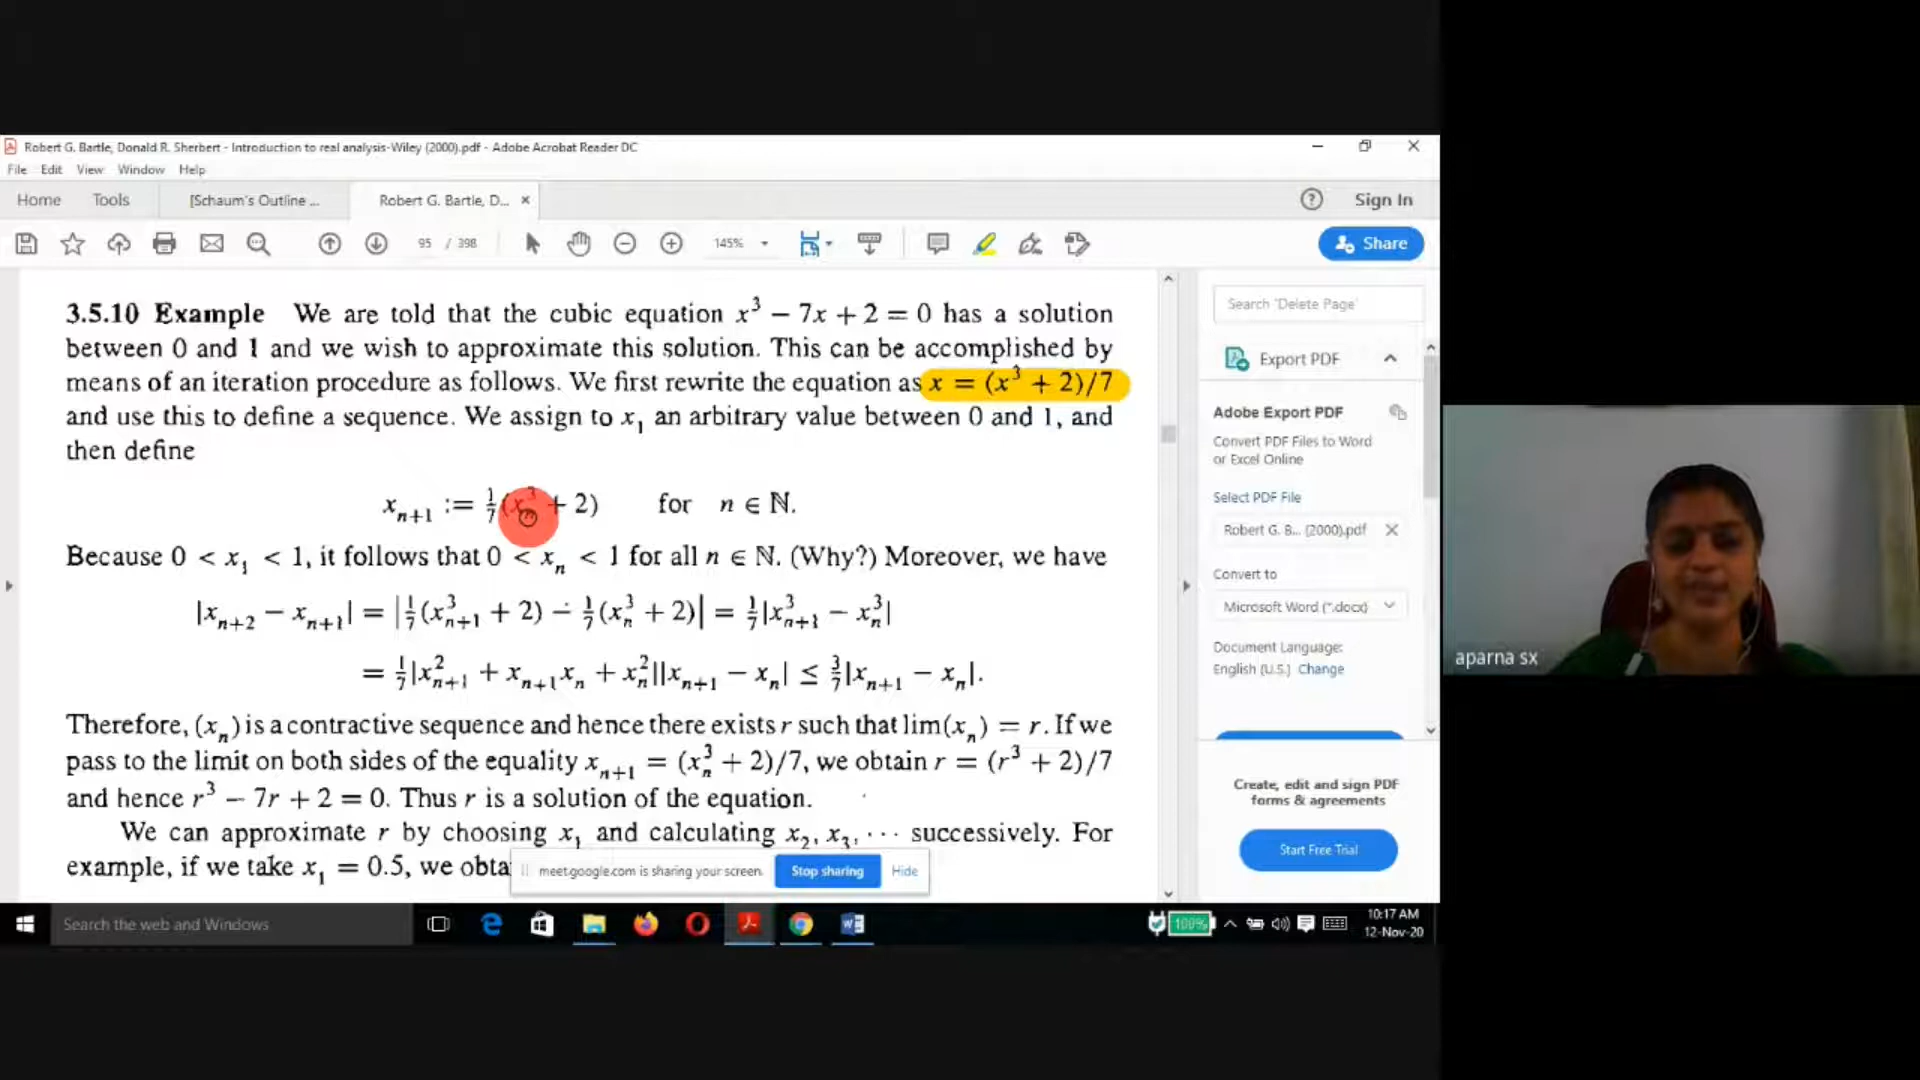 Robert G. Bartle, Donald R. Sherbert - Introduction to real analysis-Wiley (2000).pdf - Adobe Acrobat Reader DC
File Edit View Window Help
Home Tools [Schaum's Outline ... Robert G. Bartle, D... × Sign In
95 / 398 145% Share
3.5.10 Example We are told that the cubic equation x³ − 7x + 2 = 0 has a solution
between 0 and 1 and we wish to approximate this solution. This can be accomplished by
means of an iteration procedure as follows. We first rewrite the equation as x = (x³ + 2)/7
and use this to define a sequence. We assign to x₁ an arbitrary value between 0 and 1, and
then define
xₙ₊₁ := 1/7(xₙ³ + 2) for n ∈ ℕ.
Because 0 < x₁ < 1, it follows that 0 < xₙ < 1 for all n ∈ ℕ. (Why?) Moreover, we have
|xₙ₊₂ − xₙ₊₁| = |1/7(xₙ₊₁³ + 2) − 1/7(xₙ³ + 2)| = 1/7|xₙ₊₁³ − xₙ³|
= 1/7|xₙ₊₁² + xₙ₊₁xₙ + xₙ²||xₙ₊₁ − xₙ| ≤ 3/7|xₙ₊₁ − xₙ|.
Therefore, (xₙ) is a contractive sequence and hence there exists r such that lim(xₙ) = r. If we
pass to the limit on both sides of the equality xₙ₊₁ = (xₙ³ + 2)/7, we obtain r = (r³ + 2)/7
and hence r³ − 7r + 2 = 0. Thus r is a solution of the equation.
We can approximate r by choosing x₁ and calculating x₂, x₃, ··· successively. For
example, if we take x₁ = 0.5, we obta
meet.google.com is sharing your screen. Stop sharing Hide
Search 'Delete Page'
Export PDF
Adobe Export PDF
Convert PDF Files to Word
or Excel Online
Select PDF File
Robert G. B... (2000).pdf
Convert to
Microsoft Word (*.docx)
Document Language:
English (U.S.) Change
Create, edit and sign PDF
forms & agreements
Start Free Trial
aparna sx
Search the web and Windows
100%
10:17 AM
12-Nov-20